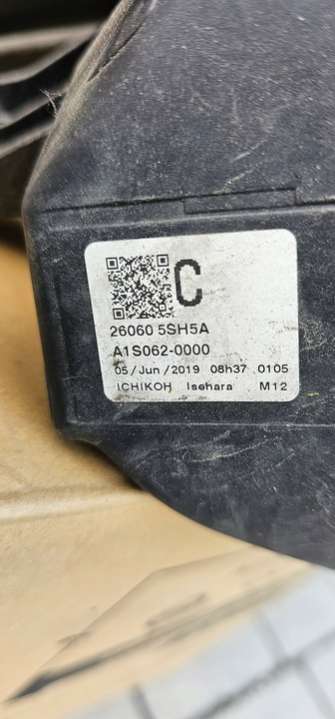 C
26060 5SH5A
A1S062-0000
05/Jun/2019 08h37 0105
ICHIKOH Isehara M12